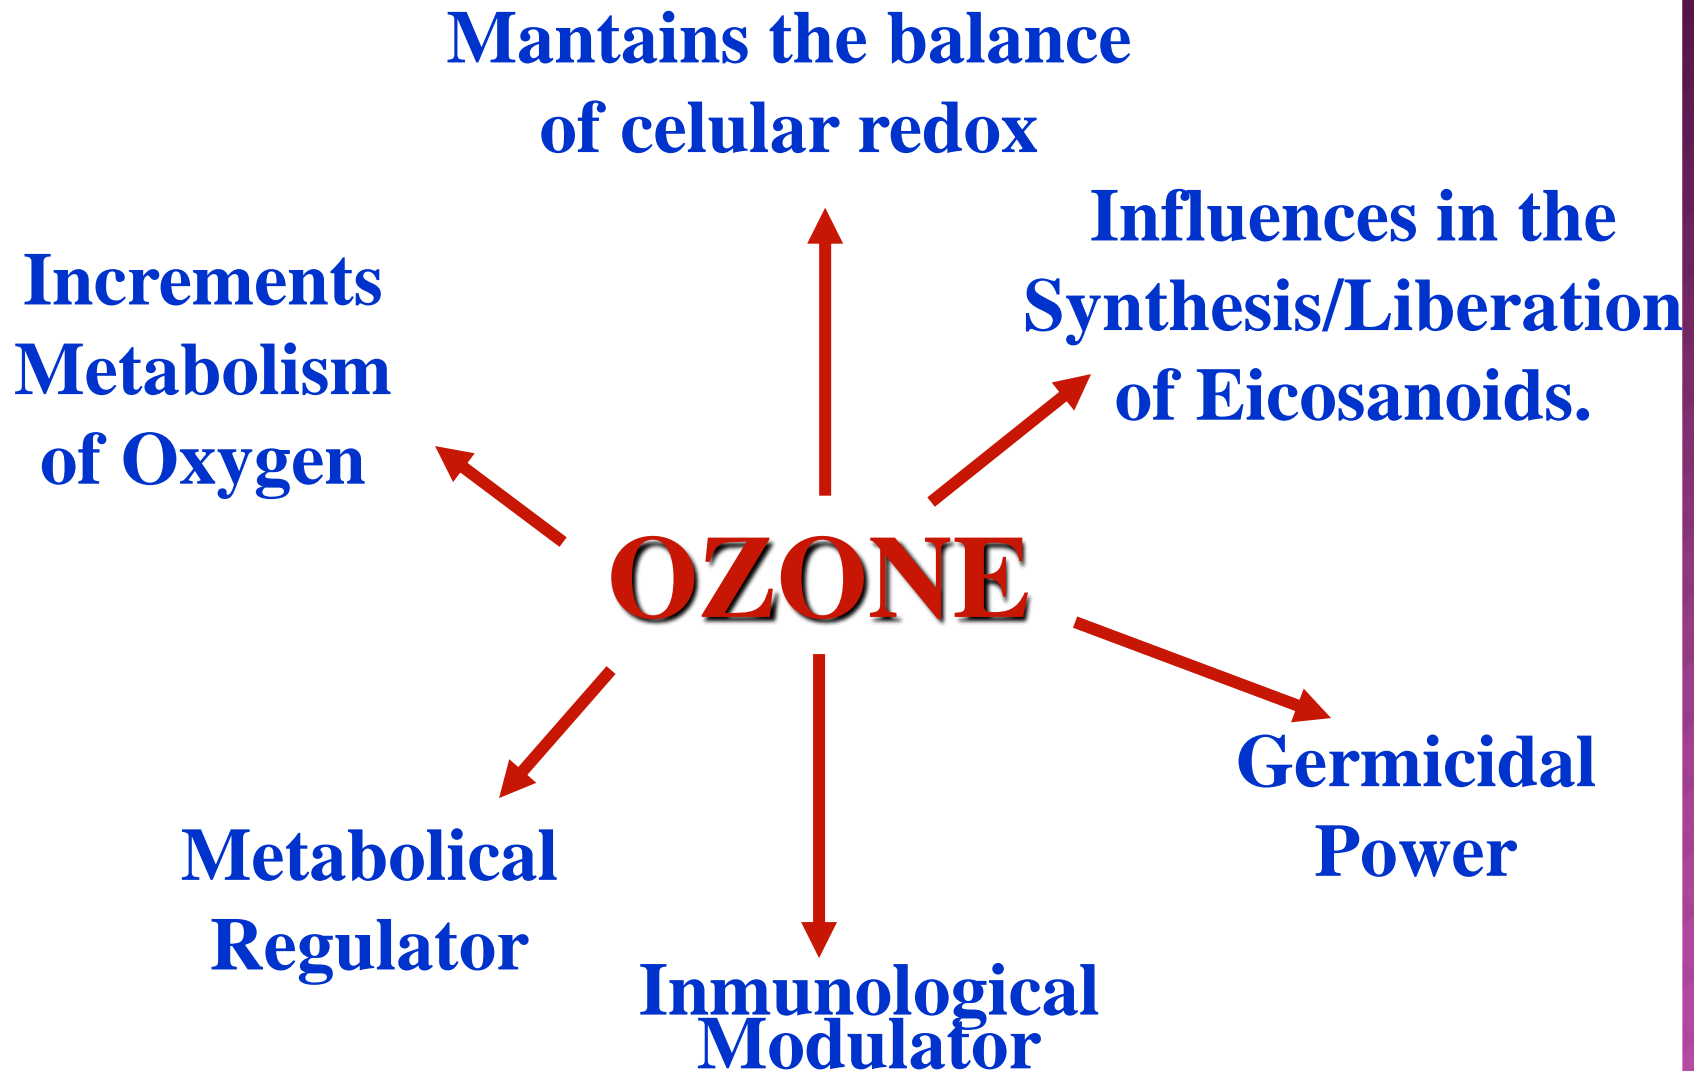 Mantains the balance
of celular redox
Influences in the
Synthesis/Liberation
of Eicosanoids.
Increments
Metabolism
of Oxygen
OZONE
Germicidal
Power
Metabolical
Regulator
Inmunological
Modulator